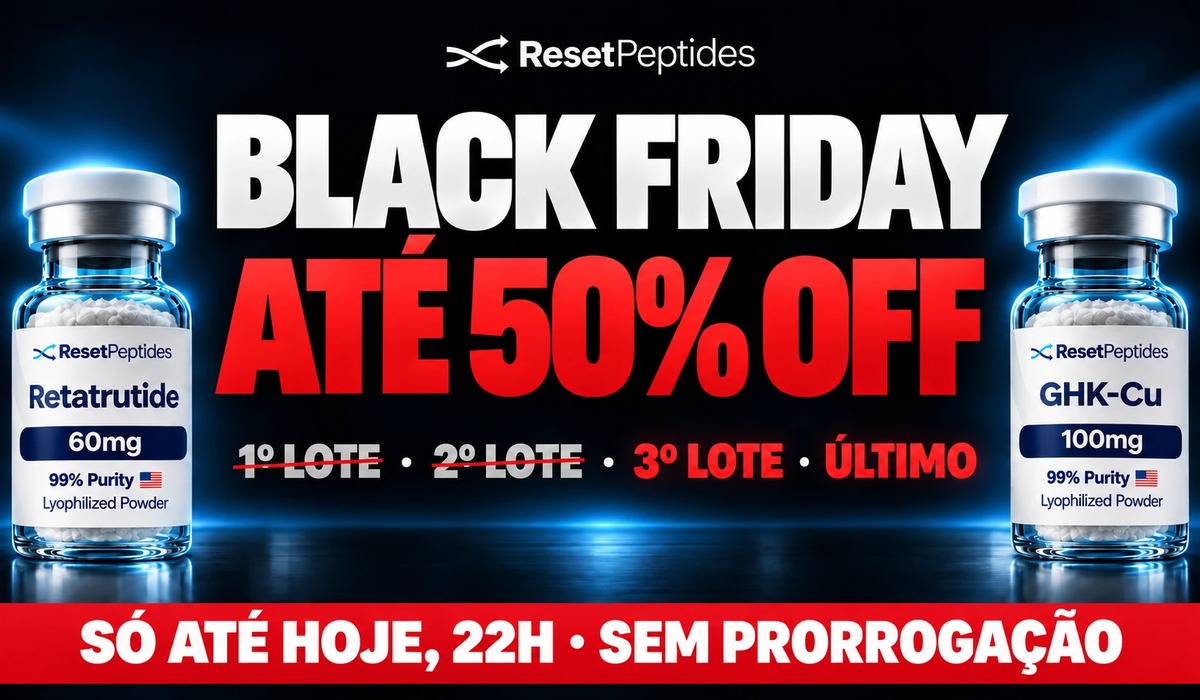 ResetPeptides
BLACK FRIDAY
ATÉ 50% OFF
1º LOTE • 2º LOTE • 3º LOTE • ÚLTIMO
ResetPeptides
Retatrutide
60mg
99% Purity
Lyophilized Powder
ResetPeptides
GHK-Cu
100mg
99% Purity
Lyophilized Powder
SÓ ATÉ HOJE, 22H • SEM PRORROGAÇÃO